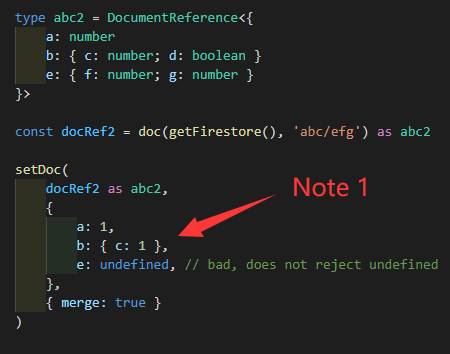 type abc2 = DocumentReference<{
a: number
b: { c: number; d: boolean }
e: { f: number; g: number }
}>
const docRef2 = doc(getFirestore(), 'abc/efg') as abc2
setDoc(
docRef2 as abc2,
{
Note 1
a: 1,
b: { c: 1 },
e: undefined, // bad, does not reject undefined
},
{ merge: true }
)